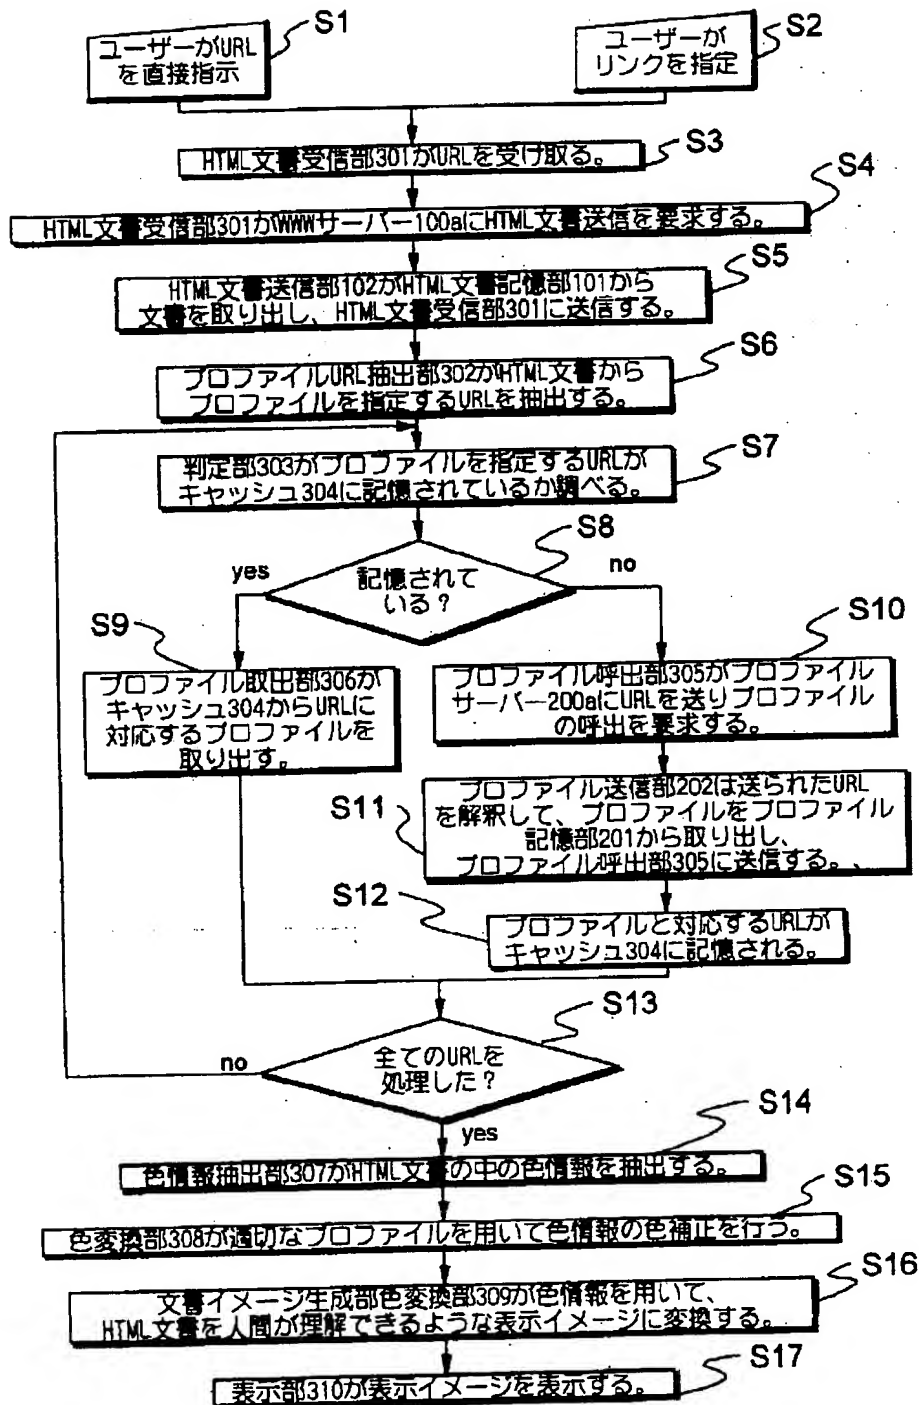 S1
ユーザーがURL
を直接指示
S2
ユーザーが
リンクを指定
S3
HTML文書受信部301がURLを受け取る。
S4
HTML文書受信部301がWWWサーバー100aにHTML文書送信を要求する。
S5
HTML文書送信部102がHTML文書記憶部101から
文書を取り出し、HTML文書受信部301に送信する。
S6
プロファイルURL抽出部302がHTML文書から
プロファイルを指定するURLを抽出する。
S7
判定部303がプロファイルを指定するURLが
キャッシュ304に記憶されているか調べる。
S8
yes
記憶されて
いる?
no
S9
プロファイル取出部306が
キャッシュ304からURLに
対応するプロファイルを
取り出す。
S10
プロファイル呼出部305がプロファイル
サーバー200aにURLを送りプロファイル
の呼出を要求する。
S11
プロファイル送信部202は送られたURL
を解釈して、プロファイルをプロファイル
記憶部201から取り出し、
プロファイル呼出部305に送信する。、
S12
プロファイルと対応するURLが
キャッシュ304に記憶される。
S13
no
全てのURLを
処理した?
yes
S14
色情報抽出部307がHTML文書の中の色情報を抽出する。
S15
色変換部308が適切なプロファイルを用いて色情報の色補正を行う。
S16
文書イメージ生成部色変換部309が色情報を用いて、
HTML文書を人間が理解できるような表示イメージに変換する。
S17
表示部310が表示イメージを表示する。